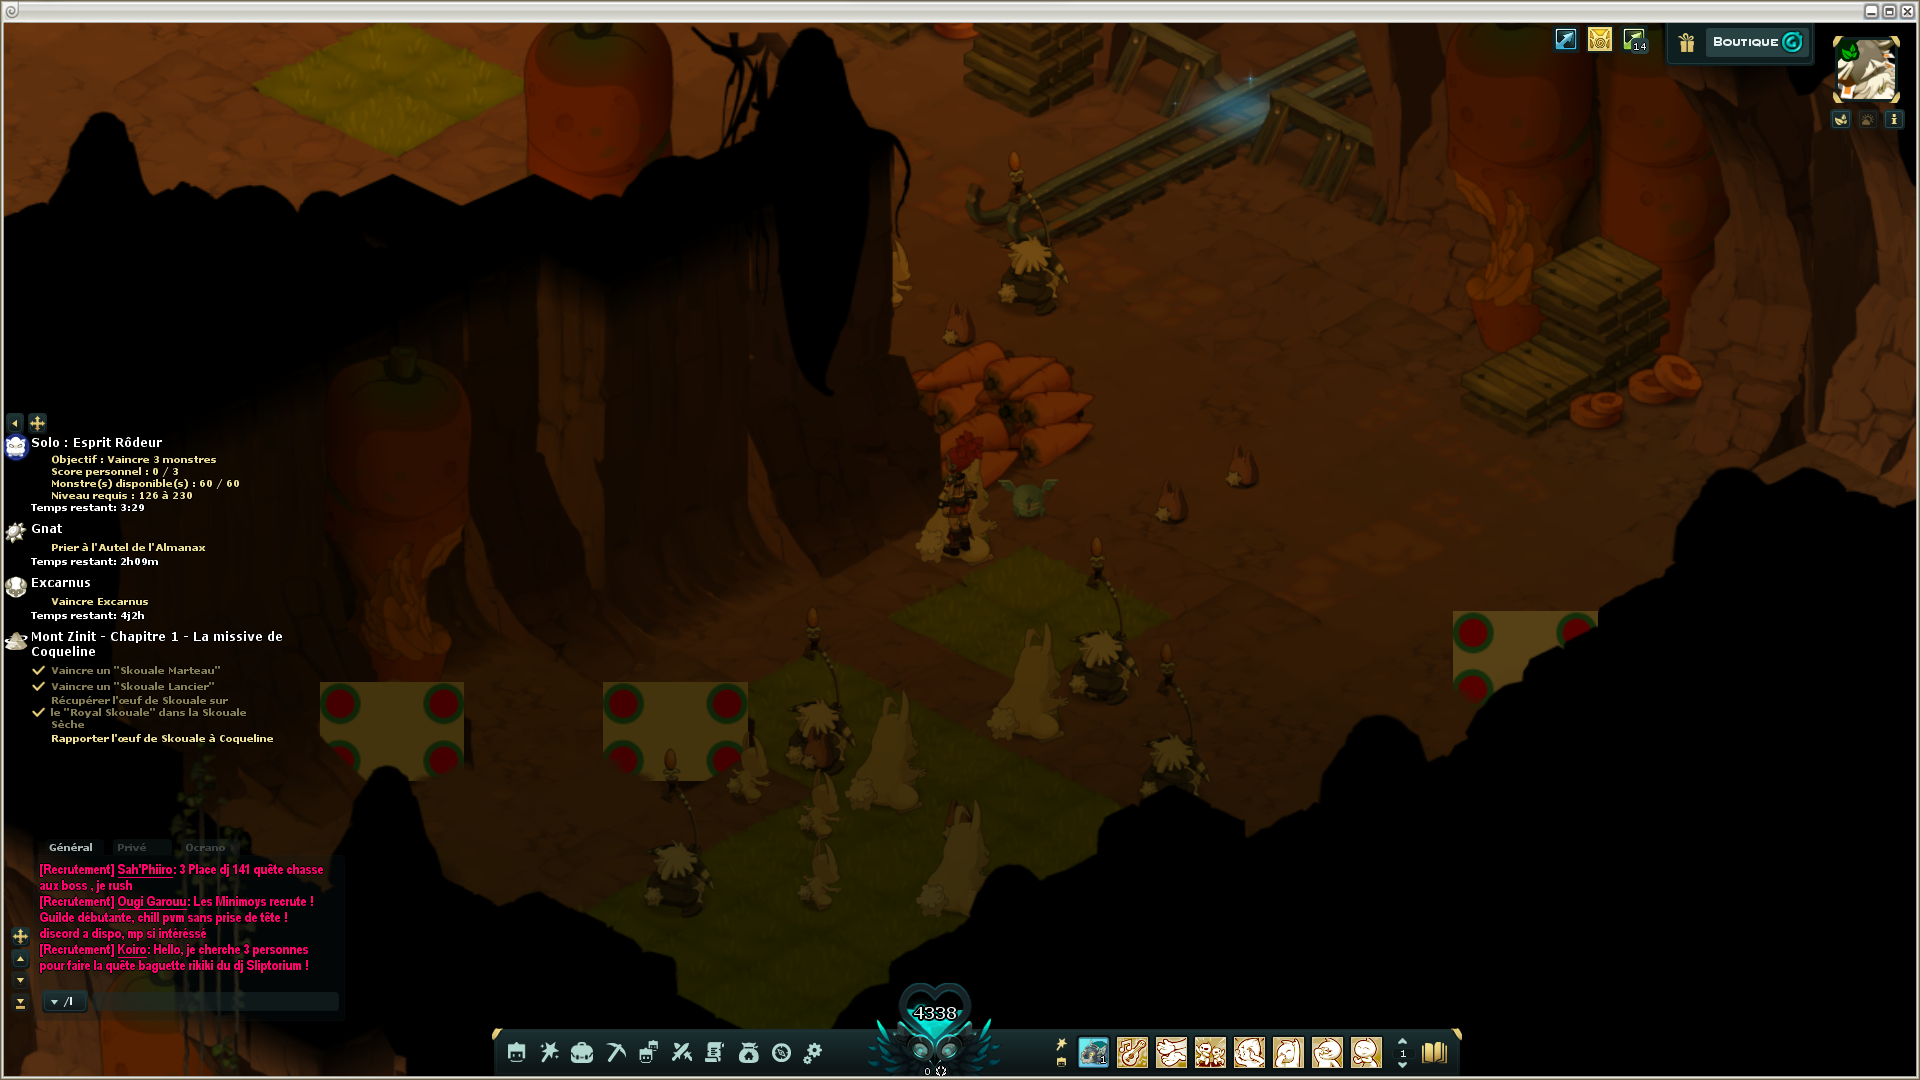 14
BOUTIQUE
Solo : Esprit Rôdeur
Objectif : Vaincre 3 monstres
Score personnel : 0 / 3
Monstre(s) disponible(s) : 60 / 60
Niveau requis : 126 à 230
Temps restant: 3:29
Gnat
Prier à l'Autel de l'Almanax
Temps restant: 2h09m
Excarnus
Vaincre Excarnus
Temps restant: 4j2h
Mont Zinit - Chapitre 1 - La missive de
Coqueline
Vaincre un "Skouale Marteau"
Vaincre un "Skouale Lancier"
Récupérer l'œuf de Skouale sur
le "Royal Skouale" dans la Skouale
Sèche
Rapporter l'œuf de Skouale à Coqueline
Général Privé Ocrano
[Recrutement] Sah'Phiiro: 3 Place dj 141 quête chasse
aux boss , je rush
[Recrutement] Ougi Garouu: Les Minimoys recrute !
Guilde débutante, chill pvm sans prise de tête !
discord a dispo, mp si intéréssé
[Recrutement] Koiro: Hello, je cherche 3 personnes
pour faire la quête baguette rikiki du dj Sliptorium !
/l
4338
0
1
1